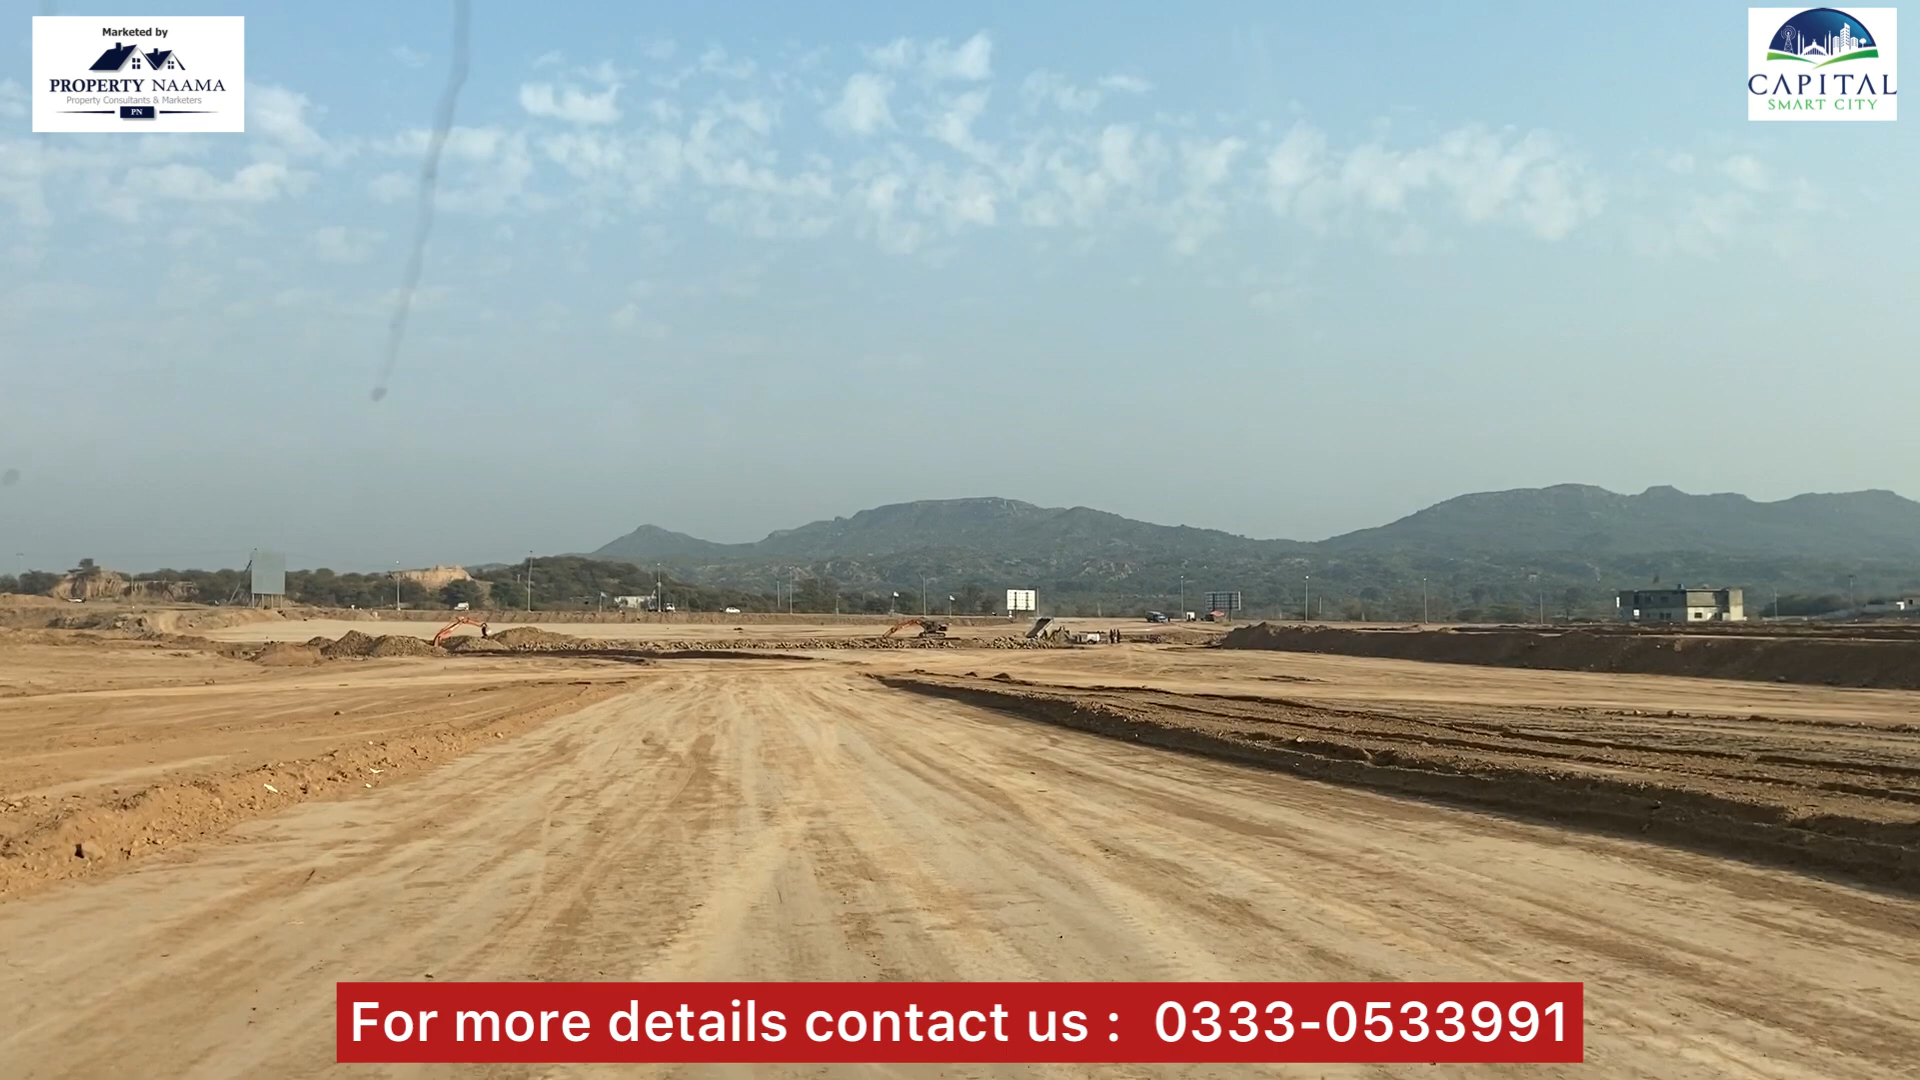 Marketed by
PROPERTY NAAMA
Property Consultants & Marketers
PN
CAPITAL
SMART CITY
For more details contact us : 0333-0533991